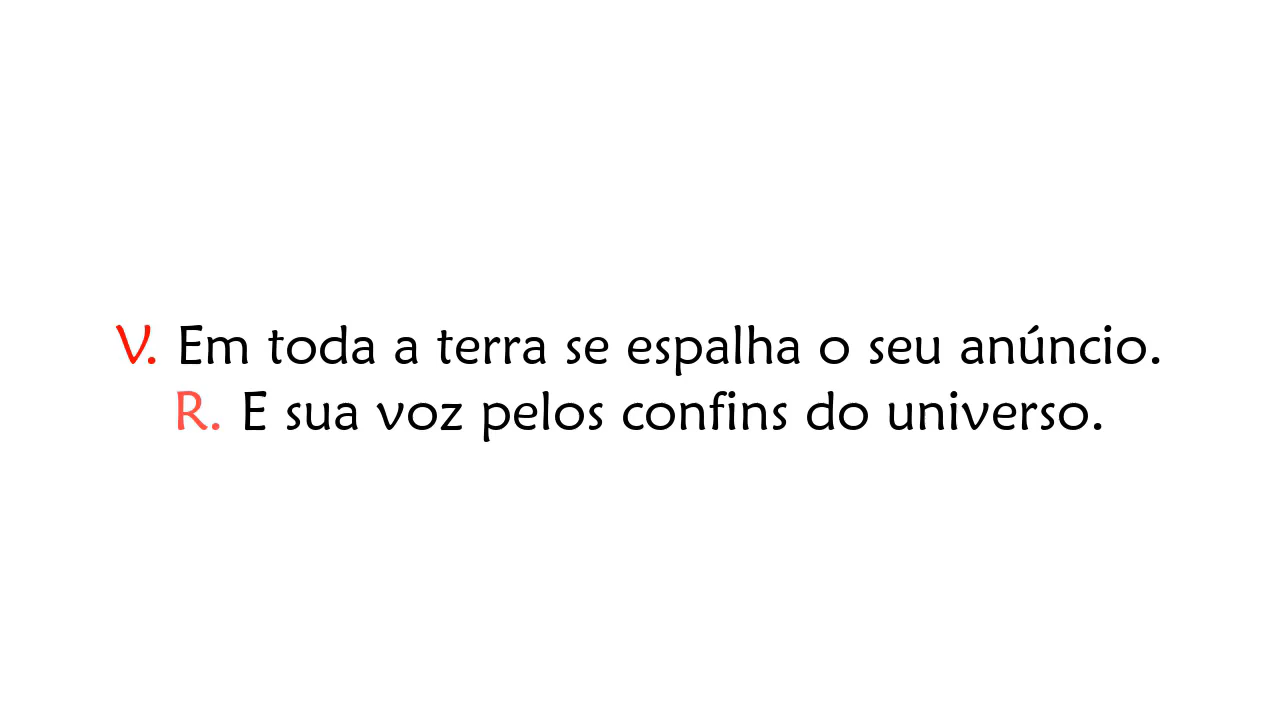 V. Em toda a terra se espalha o seu anúncio.
R. E sua voz pelos confins do universo.